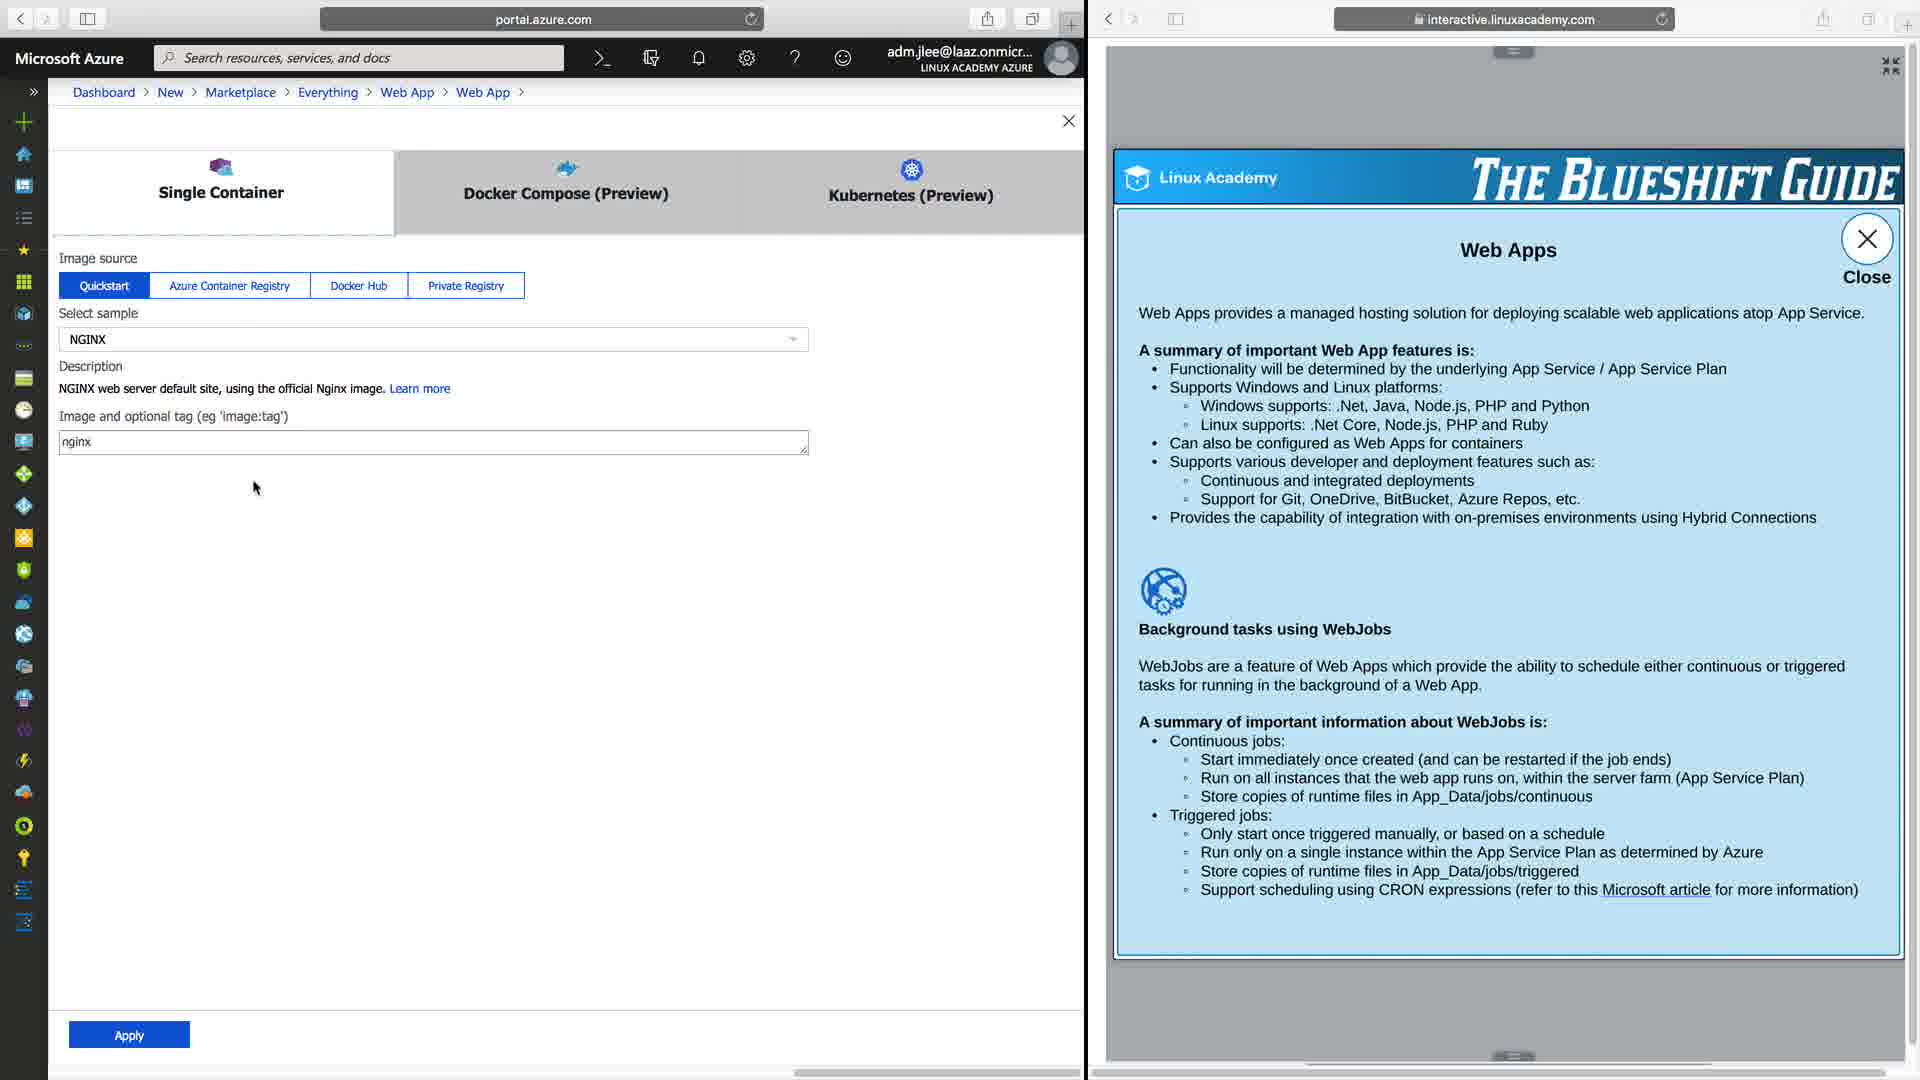 portal.azure.com
Microsoft Azure
Search resources, services, and docs
adm.jlee@laaz.onmicr...
LINUX ACADEMY AZURE
Dashboard > New > Marketplace > Everything > Web App > Web App >
Single Container
Docker Compose (Preview)
Kubernetes (Preview)
Image source
Quickstart
Azure Container Registry
Docker Hub
Private Registry
Select sample
NGINX
Description
NGINX web server default site, using the official Nginx image. Learn more
Image and optional tag (eg 'image:tag')
nginx
Apply
interactive.linuxacademy.com
Linux Academy
THE BLUESHIFT GUIDE
Web Apps
Close
Web Apps provides a managed hosting solution for deploying scalable web applications atop App Service.
A summary of important Web App features is:
• Functionality will be determined by the underlying App Service / App Service Plan
• Supports Windows and Linux platforms:
◦ Windows supports: .Net, Java, Node.js, PHP and Python
◦ Linux supports: .Net Core, Node.js, PHP and Ruby
• Can also be configured as Web Apps for containers
• Supports various developer and deployment features such as:
◦ Continuous and integrated deployments
◦ Support for Git, OneDrive, BitBucket, Azure Repos, etc.
• Provides the capability of integration with on-premises environments using Hybrid Connections
Background tasks using WebJobs
WebJobs are a feature of Web Apps which provide the ability to schedule either continuous or triggered
tasks for running in the background of a Web App.
A summary of important information about WebJobs is:
• Continuous jobs:
◦ Start immediately once created (and can be restarted if the job ends)
◦ Run on all instances that the web app runs on, within the server farm (App Service Plan)
◦ Store copies of runtime files in App_Data/jobs/continuous
• Triggered jobs:
◦ Only start once triggered manually, or based on a schedule
◦ Run only on a single instance within the App Service Plan as determined by Azure
◦ Store copies of runtime files in App_Data/jobs/triggered
◦ Support scheduling using CRON expressions (refer to this Microsoft article for more information)